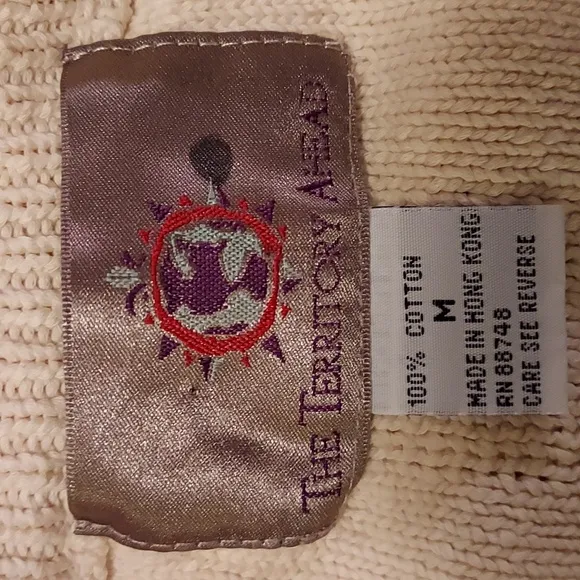 THE TERRITORY AHEAD
100% COTTON
M
MADE IN HONG KONG
RN 88748
CARE SEE REVERSE